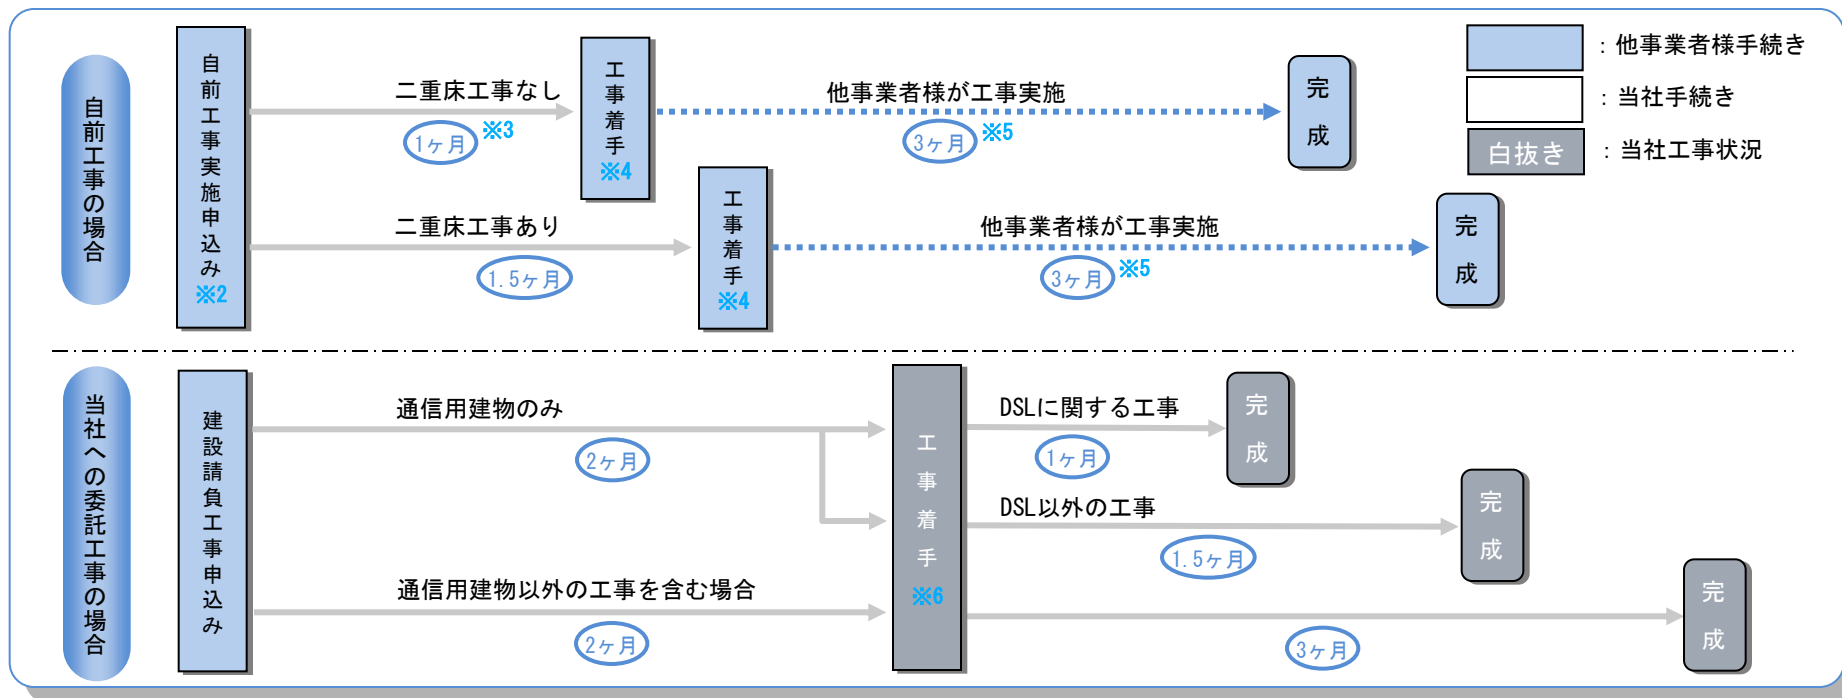 自前工事の場合
自前工事実施申込み
※2
二重床工事なし
1ヶ月 ※3
工事着手
※4
他事業者様が工事実施
3ヶ月 ※5
完成
二重床工事あり
1.5ヶ月
工事着手
※4
他事業者様が工事実施
3ヶ月 ※5
完成
：他事業者様手続き
：当社手続き
白抜き ：当社工事状況
当社への委託工事の場合
建設請負工事申込み
通信用建物のみ
2ヶ月
通信用建物以外の工事を含む場合
2ヶ月
工事着手
※6
DSLに関する工事
1ヶ月
完成
DSL以外の工事
1.5ヶ月
完成
3ヶ月
完成